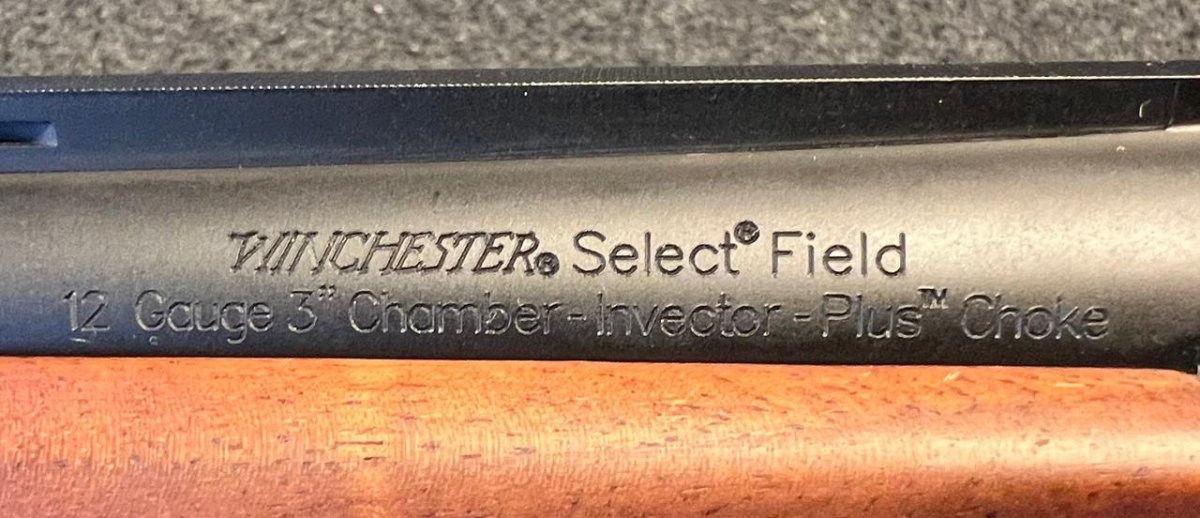 WINCHESTER® Select® Field
12 Gauge 3" Chamber - Invector - Plus™ Choke